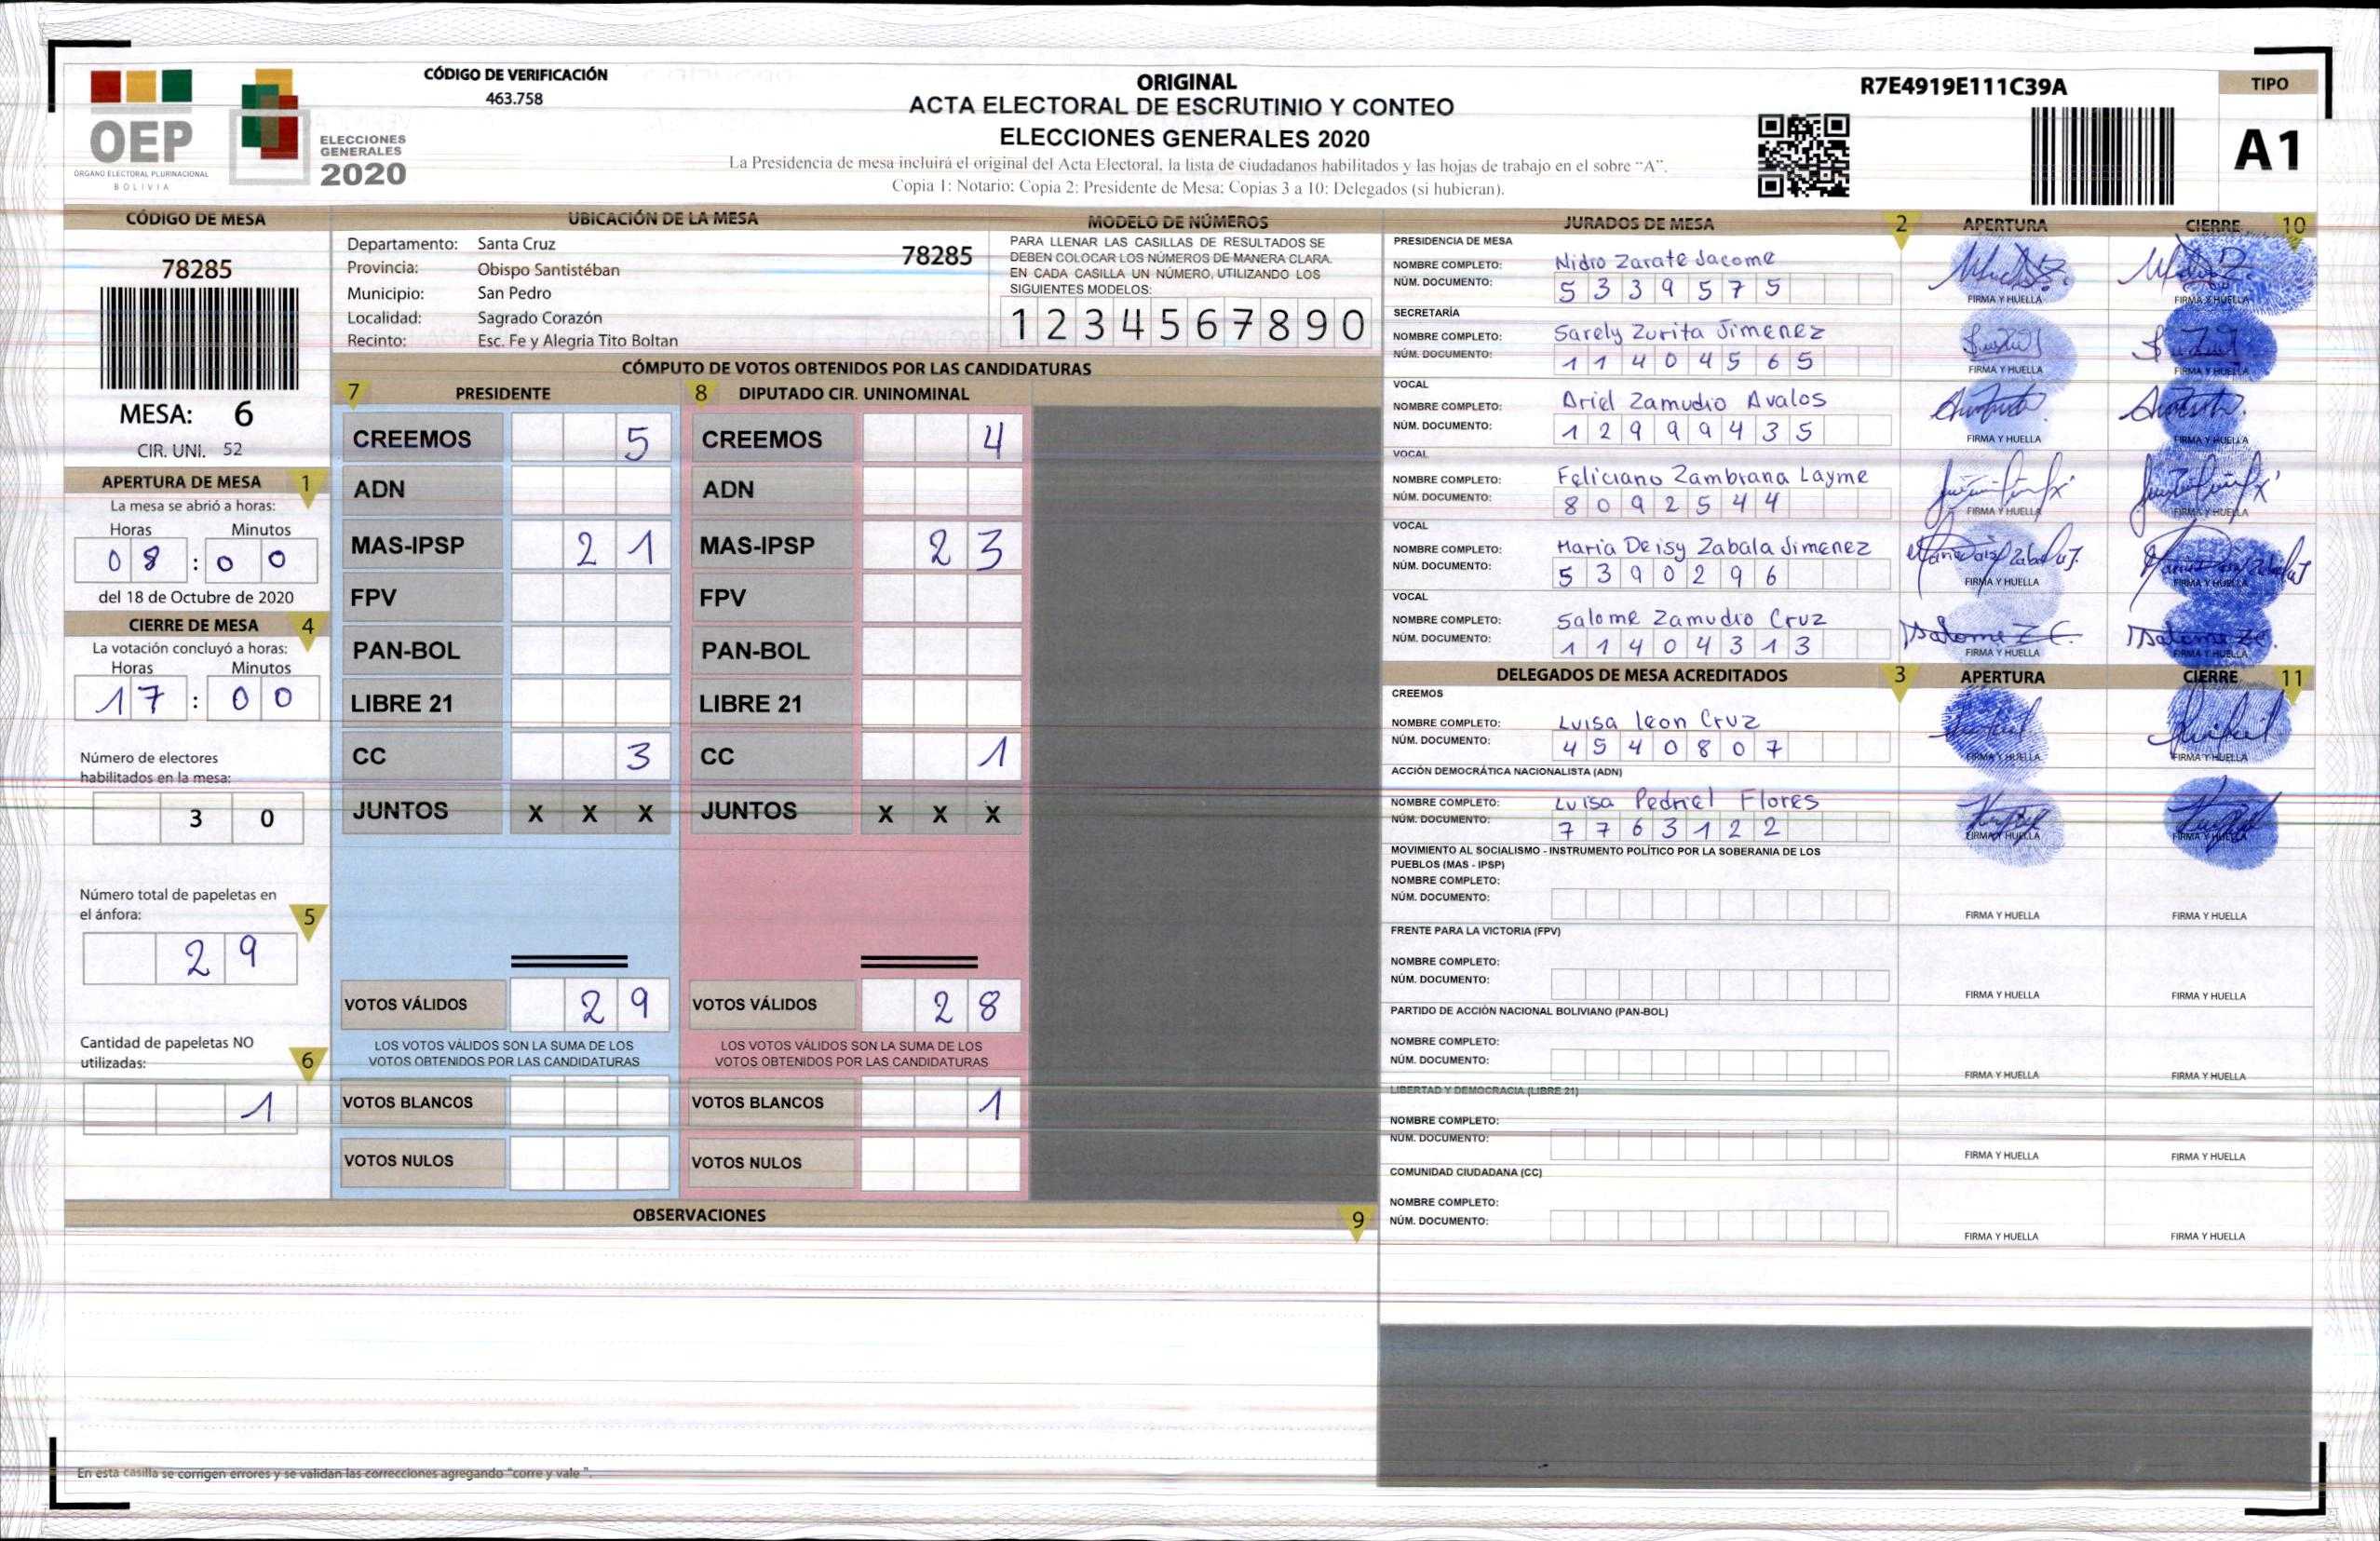 OEP
ÓRGANO ELECTORAL PLURINACIONAL
BOLIVIA
ELECCIONES
GENERALES
2020
CÓDIGO DE VERIFICACIÓN
463.758
ORIGINAL
ACTA ELECTORAL DE ESCRUTINIO Y CONTEO
ELECCIONES GENERALES 2020
La Presidencia de mesa incluirá el original del Acta Electoral, la lista de ciudadanos habilitados y las hojas de trabajo en el sobre "A".
Copia 1: Notario; Copia 2: Presidente de Mesa; Copias 3 a 10: Delegados (si hubieran).
R7E4919E111C39A
TIPO
A1
CÓDIGO DE MESA
78285
MESA: 6
CIR. UNI. 52
APERTURA DE MESA 1
La mesa se abrió a horas:
Horas Minutos
08 : 00
del 18 de Octubre de 2020
CIERRE DE MESA 4
La votación concluyó a horas:
Horas Minutos
17 : 00
Número de electores
habilitados en la mesa:
3 0
Número total de papeletas en
el ánfora:
5
2 9
Cantidad de papeletas NO
utilizadas:
6
1
UBICACIÓN DE LA MESA
Departamento: Santa Cruz
78285
Provincia: Obispo Santistéban
Municipio: San Pedro
Localidad: Sagrado Corazón
Recinto: Esc. Fe y Alegria Tito Boltan
MODELO DE NÚMEROS
PARA LLENAR LAS CASILLAS DE RESULTADOS SE
DEBEN COLOCAR LOS NÚMEROS DE MANERA CLARA.
EN CADA CASILLA UN NÚMERO, UTILIZANDO LOS
SIGUIENTES MODELOS:
1 2 3 4 5 6 7 8 9 0
CÓMPUTO DE VOTOS OBTENIDOS POR LAS CANDIDATURAS
7 PRESIDENTE 8 DIPUTADO CIR. UNINOMINAL
CREEMOS 5 CREEMOS 4
ADN ADN
MAS-IPSP 2 1 MAS-IPSP 2 3
FPV FPV
PAN-BOL PAN-BOL
LIBRE 21 LIBRE 21
CC 3 CC 1
JUNTOS X X X JUNTOS X X X
VOTOS VÁLIDOS 2 9 VOTOS VÁLIDOS 2 8
LOS VOTOS VÁLIDOS SON LA SUMA DE LOS LOS VOTOS VÁLIDOS SON LA SUMA DE LOS
VOTOS OBTENIDOS POR LAS CANDIDATURAS VOTOS OBTENIDOS POR LAS CANDIDATURAS
VOTOS BLANCOS VOTOS BLANCOS 1
VOTOS NULOS VOTOS NULOS
OBSERVACIONES 9
En esta casilla se corrigen errores y se validan las correcciones agregando "corre y vale".
JURADOS DE MESA 2 APERTURA CIERRE 10
PRESIDENCIA DE MESA
NOMBRE COMPLETO: Nidio Zarate Jacome
NÚM. DOCUMENTO: 5339575
FIRMA Y HUELLA FIRMA Y HUELLA
SECRETARÍA
NOMBRE COMPLETO: Sarely Zurita Jimenez
NÚM. DOCUMENTO: 11404565
FIRMA Y HUELLA FIRMA Y HUELLA
VOCAL
NOMBRE COMPLETO: Ariel Zamudio Avalos
NÚM. DOCUMENTO: 12999435
FIRMA Y HUELLA FIRMA Y HUELLA
VOCAL
NOMBRE COMPLETO: Feliciano Zambrana Layme
NÚM. DOCUMENTO: 8092544
FIRMA Y HUELLA FIRMA Y HUELLA
VOCAL
NOMBRE COMPLETO: Maria Deisy Zabala Jimenez
NÚM. DOCUMENTO: 5390296
FIRMA Y HUELLA FIRMA Y HUELLA
VOCAL
NOMBRE COMPLETO: Salome Zamudio Cruz
NÚM. DOCUMENTO: 11404313
Salome Z C.
FIRMA Y HUELLA FIRMA Y HUELLA
DELEGADOS DE MESA ACREDITADOS 3 APERTURA CIERRE 11
CREEMOS
NOMBRE COMPLETO: Luisa leon Cruz
NÚM. DOCUMENTO: 4540807
FIRMA Y HUELLA FIRMA Y HUELLA
ACCIÓN DEMOCRÁTICA NACIONALISTA (ADN)
NOMBRE COMPLETO: Luisa Pedriel Flores
NÚM. DOCUMENTO: 7763122
FIRMA Y HUELLA FIRMA Y HUELLA
MOVIMIENTO AL SOCIALISMO - INSTRUMENTO POLÍTICO POR LA SOBERANIA DE LOS
PUEBLOS (MAS - IPSP)
NOMBRE COMPLETO:
NÚM. DOCUMENTO:
FIRMA Y HUELLA FIRMA Y HUELLA
FRENTE PARA LA VICTORIA (FPV)
NOMBRE COMPLETO:
NÚM. DOCUMENTO:
FIRMA Y HUELLA FIRMA Y HUELLA
PARTIDO DE ACCIÓN NACIONAL BOLIVIANO (PAN-BOL)
NOMBRE COMPLETO:
NÚM. DOCUMENTO:
FIRMA Y HUELLA FIRMA Y HUELLA
LIBERTAD Y DEMOCRACIA (LIBRE 21)
NOMBRE COMPLETO:
NÚM. DOCUMENTO:
FIRMA Y HUELLA FIRMA Y HUELLA
COMUNIDAD CIUDADANA (CC)
NOMBRE COMPLETO:
NÚM. DOCUMENTO:
FIRMA Y HUELLA FIRMA Y HUELLA